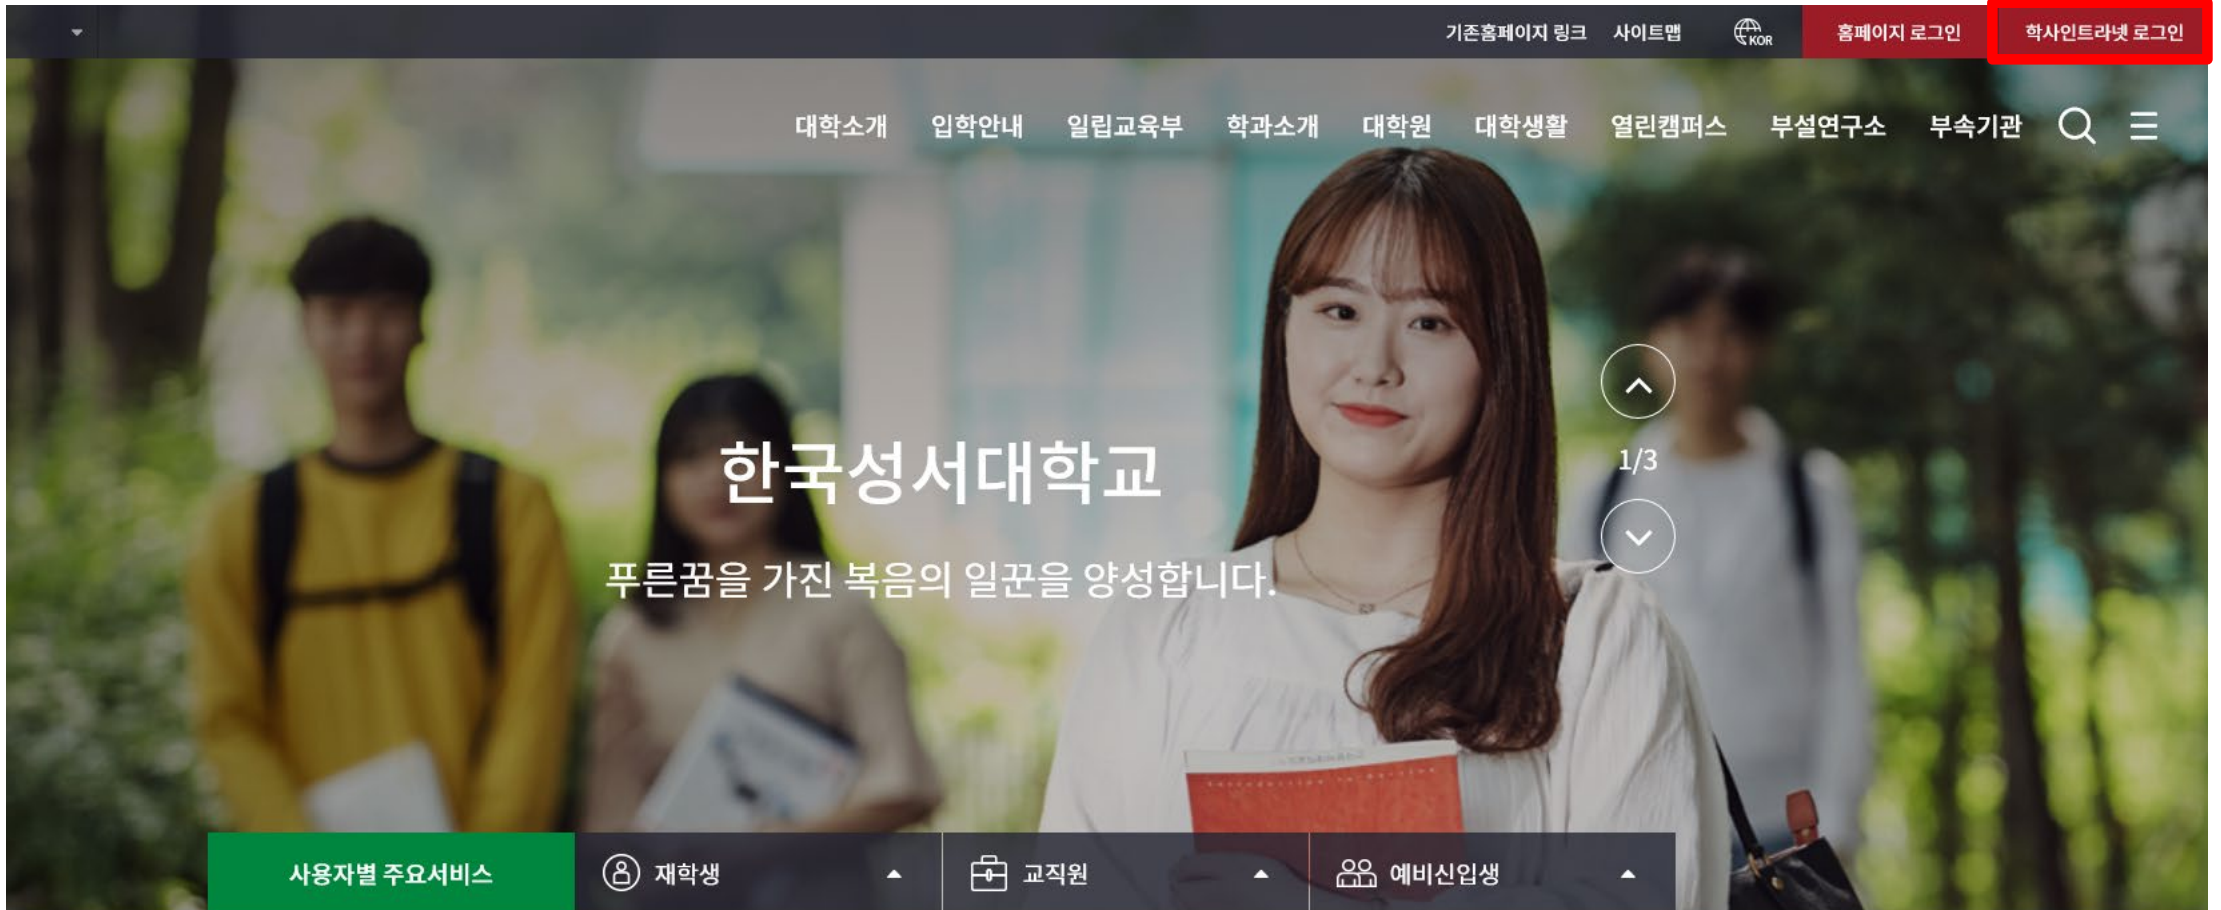 기존홈페이지 링크 사이트맵 KOR 홈페이지 로그인 학사인트라넷 로그인
대학소개 입학안내 일립교육부 학과소개 대학원 대학생활 열린캠퍼스 부설연구소 부속기관
한국성서대학교
1/3
푸른꿈을 가진 복음의 일꾼을 양성합니다.
사용자별 주요서비스 재학생 교직원 예비신입생